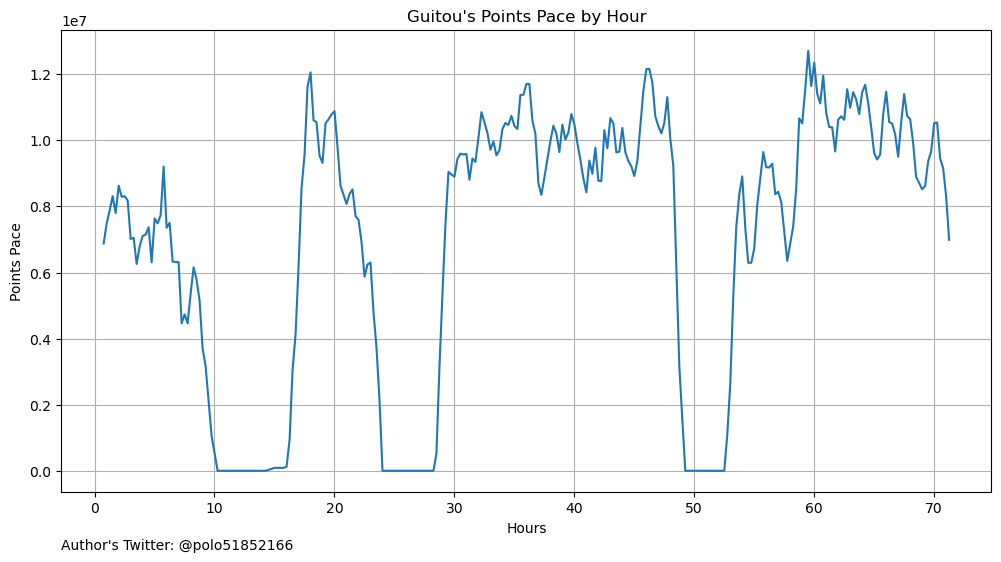 Guitou's Points Pace by Hour
1e7
1.2
1.0
0.8
0.6
0.4
0.2
0.0
Points Pace
0 10 20 30 40 50 60 70
Hours
Author's Twitter: @polo51852166